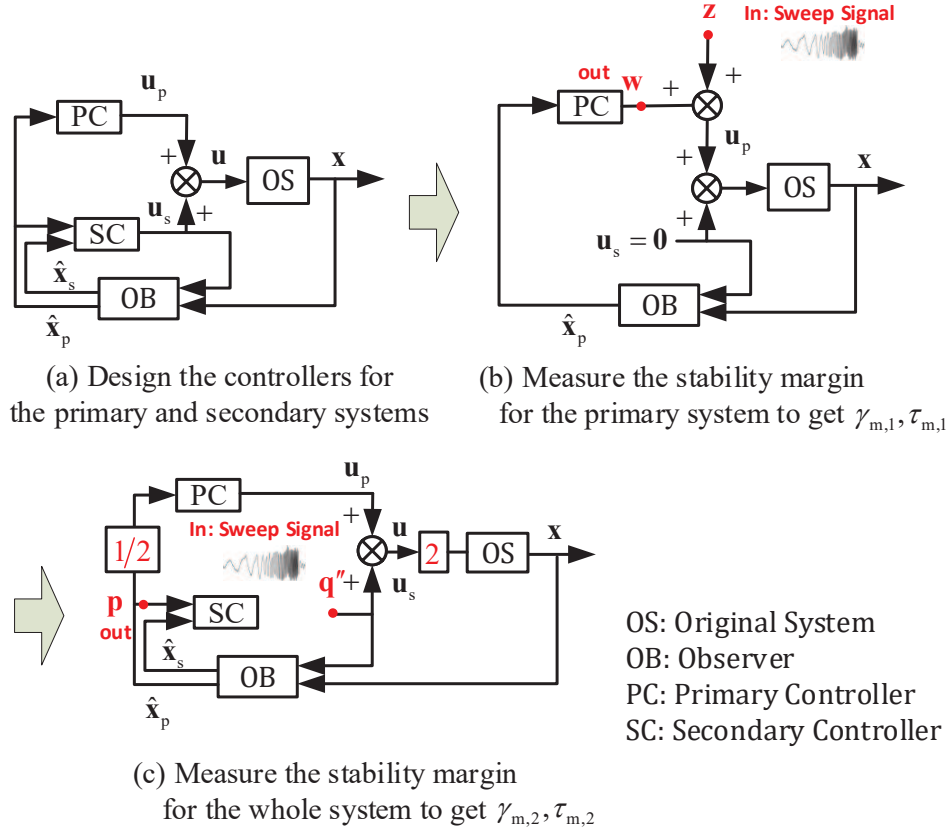 In: Sweep Signal
z
out
w
+
+
PC
u_p
+
OS
x
+
u_s = 0
OB
x̂_p
u_p
PC
+
u
OS
x
u_s
+
SC
x̂_s
OB
x̂_p
(a) Design the controllers for
the primary and secondary systems
(b) Measure the stability margin
for the primary system to get γ_{m,1}, τ_{m,1}
u_p
PC
In: Sweep Signal
+
u
2
OS
x
1/2
q″
+
u_s
p
out
SC
x̂_s
OB
x̂_p
OS: Original System
OB: Observer
PC: Primary Controller
SC: Secondary Controller
(c) Measure the stability margin
for the whole system to get γ_{m,2}, τ_{m,2}